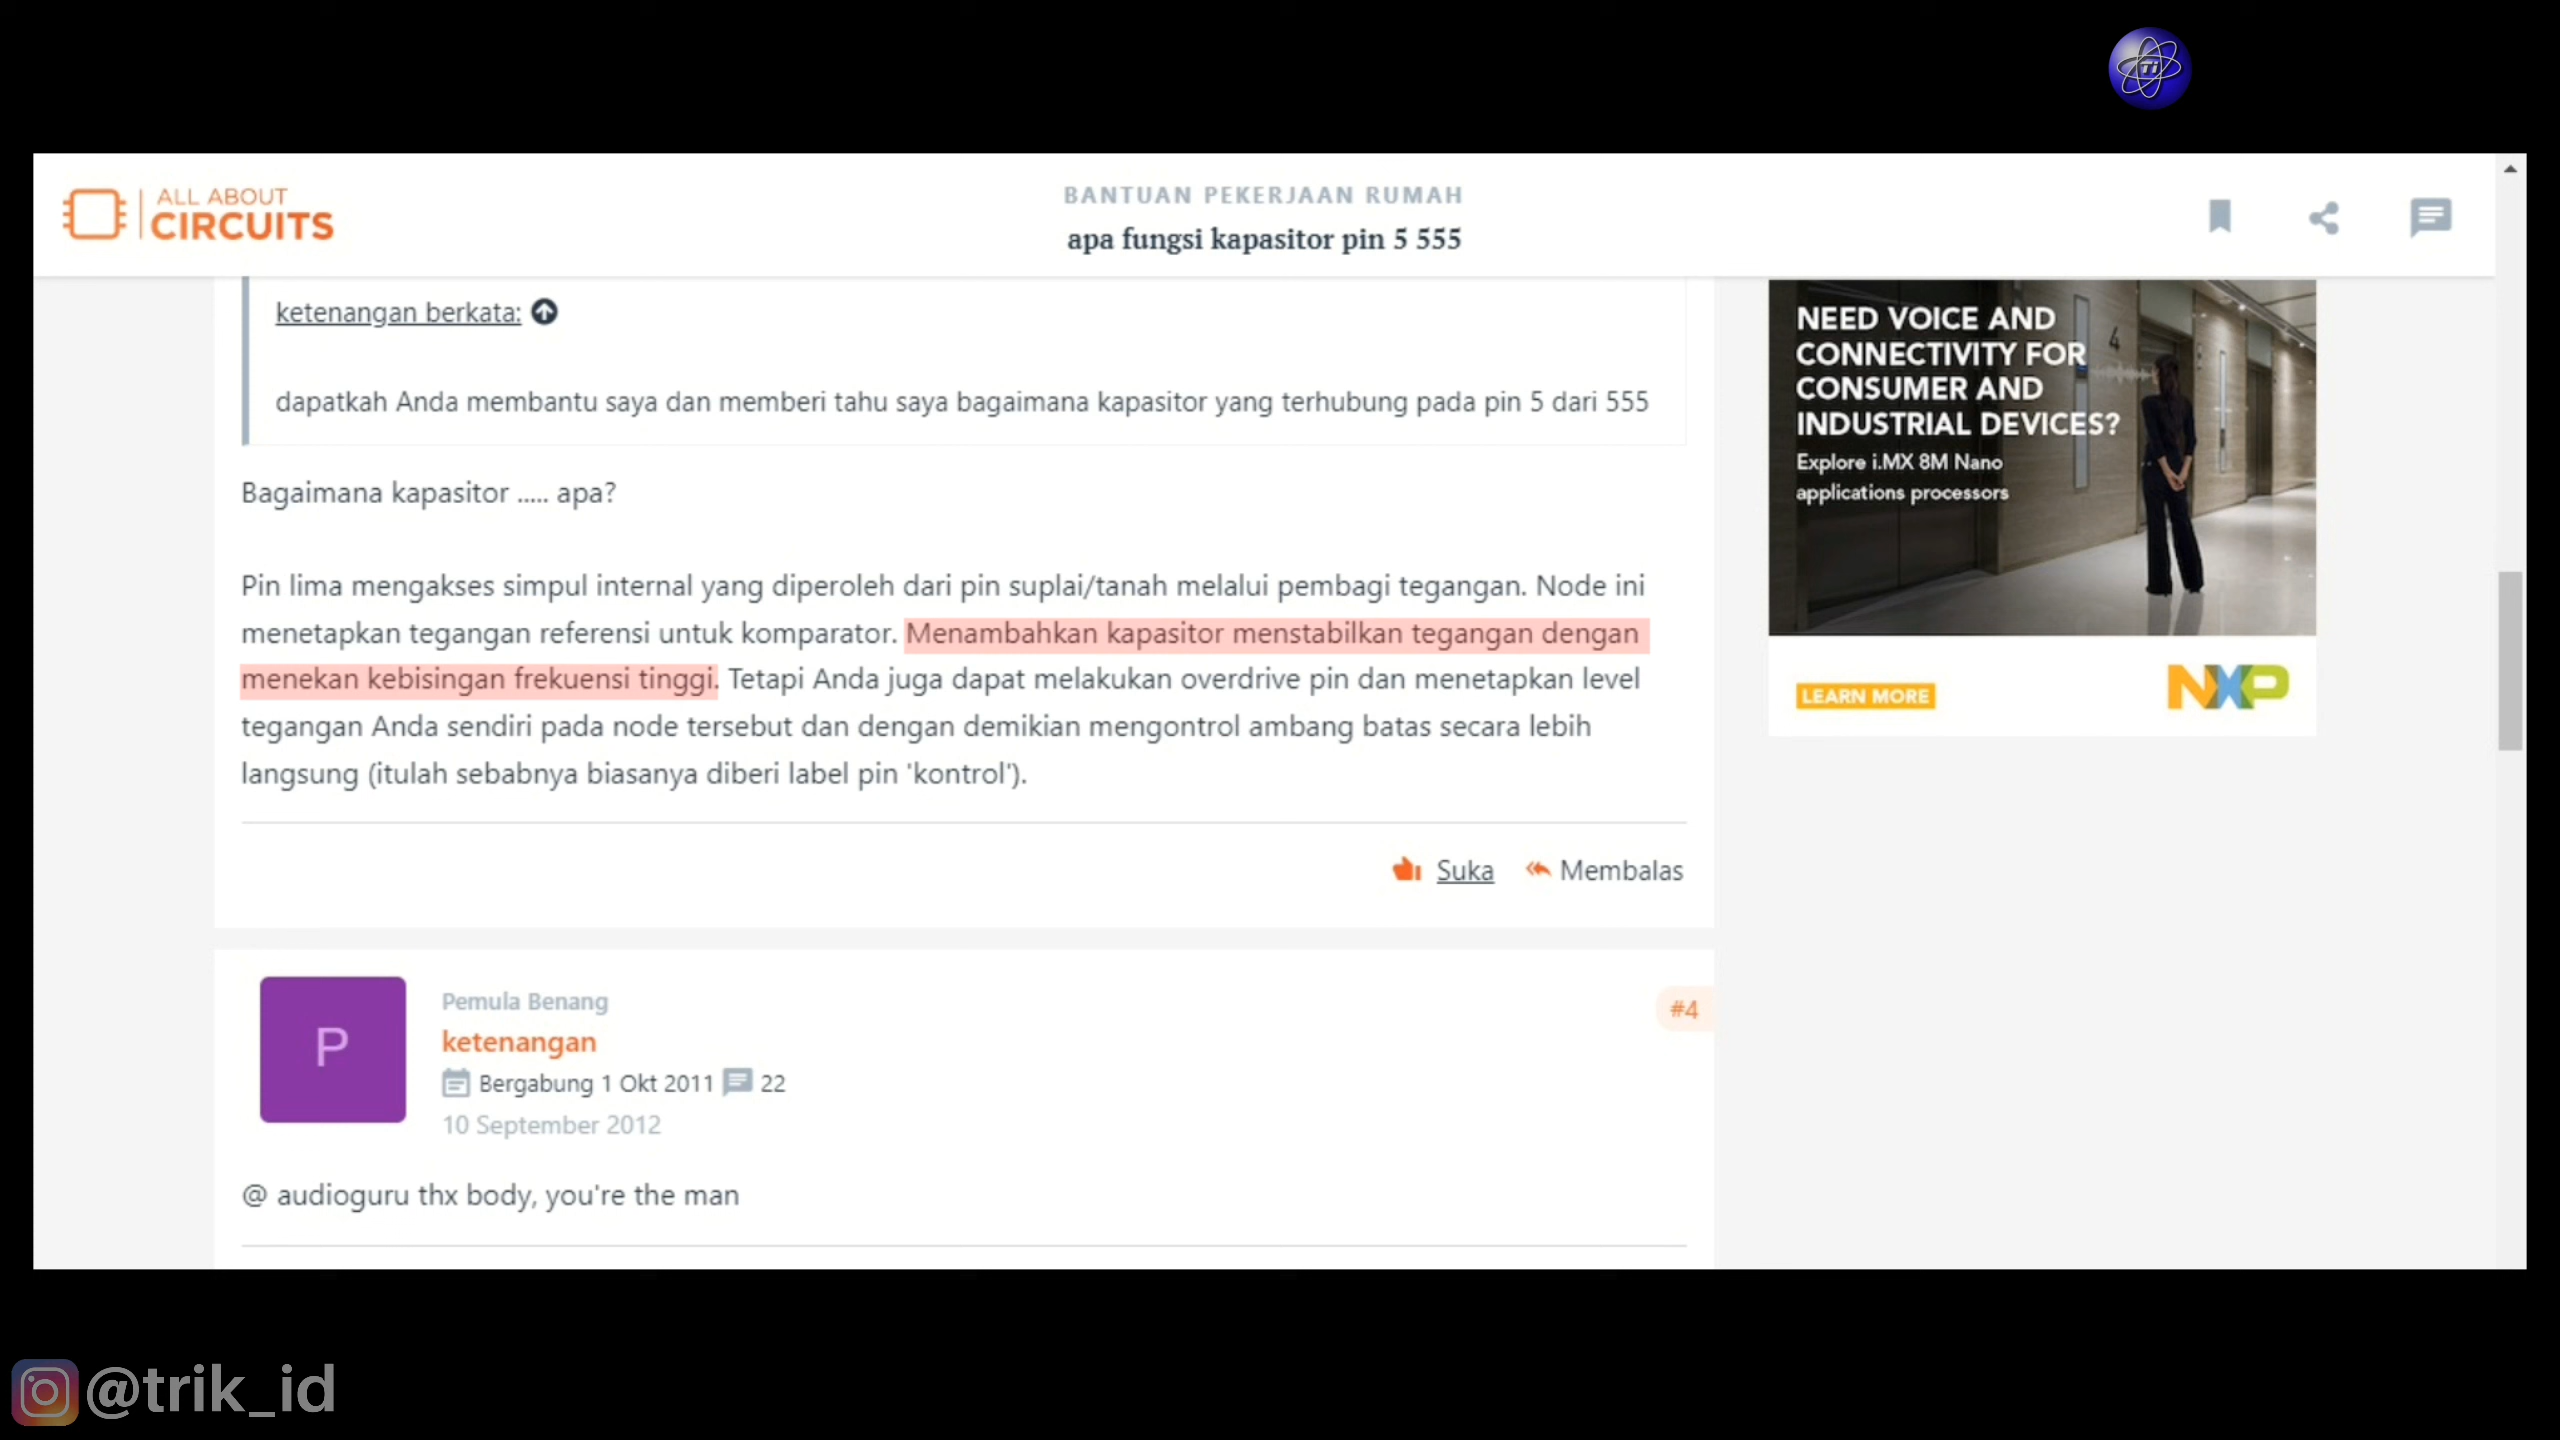 Ti
ALL ABOUT
CIRCUITS
BANTUAN PEKERJAAN RUMAH
apa fungsi kapasitor pin 5 555
ketenangan berkata:
dapatkah Anda membantu saya dan memberi tahu saya bagaimana kapasitor yang terhubung pada pin 5 dari 555
Bagaimana kapasitor ..... apa?
Pin lima mengakses simpul internal yang diperoleh dari pin suplai/tanah melalui pembagi tegangan. Node ini
menetapkan tegangan referensi untuk komparator. Menambahkan kapasitor menstabilkan tegangan dengan
menekan kebisingan frekuensi tinggi. Tetapi Anda juga dapat melakukan overdrive pin dan menetapkan level
tegangan Anda sendiri pada node tersebut dan dengan demikian mengontrol ambang batas secara lebih
langsung (itulah sebabnya biasanya diberi label pin 'kontrol').
Suka Membalas
P
Pemula Benang
ketenangan
Bergabung 1 Okt 2011 22
10 September 2012
#4
@ audioguru thx body, you're the man
NEED VOICE AND
CONNECTIVITY FOR
CONSUMER AND
INDUSTRIAL DEVICES?
Explore i.MX 8M Nano
applications processors
4
LEARN MORE
NXP
@trik_id